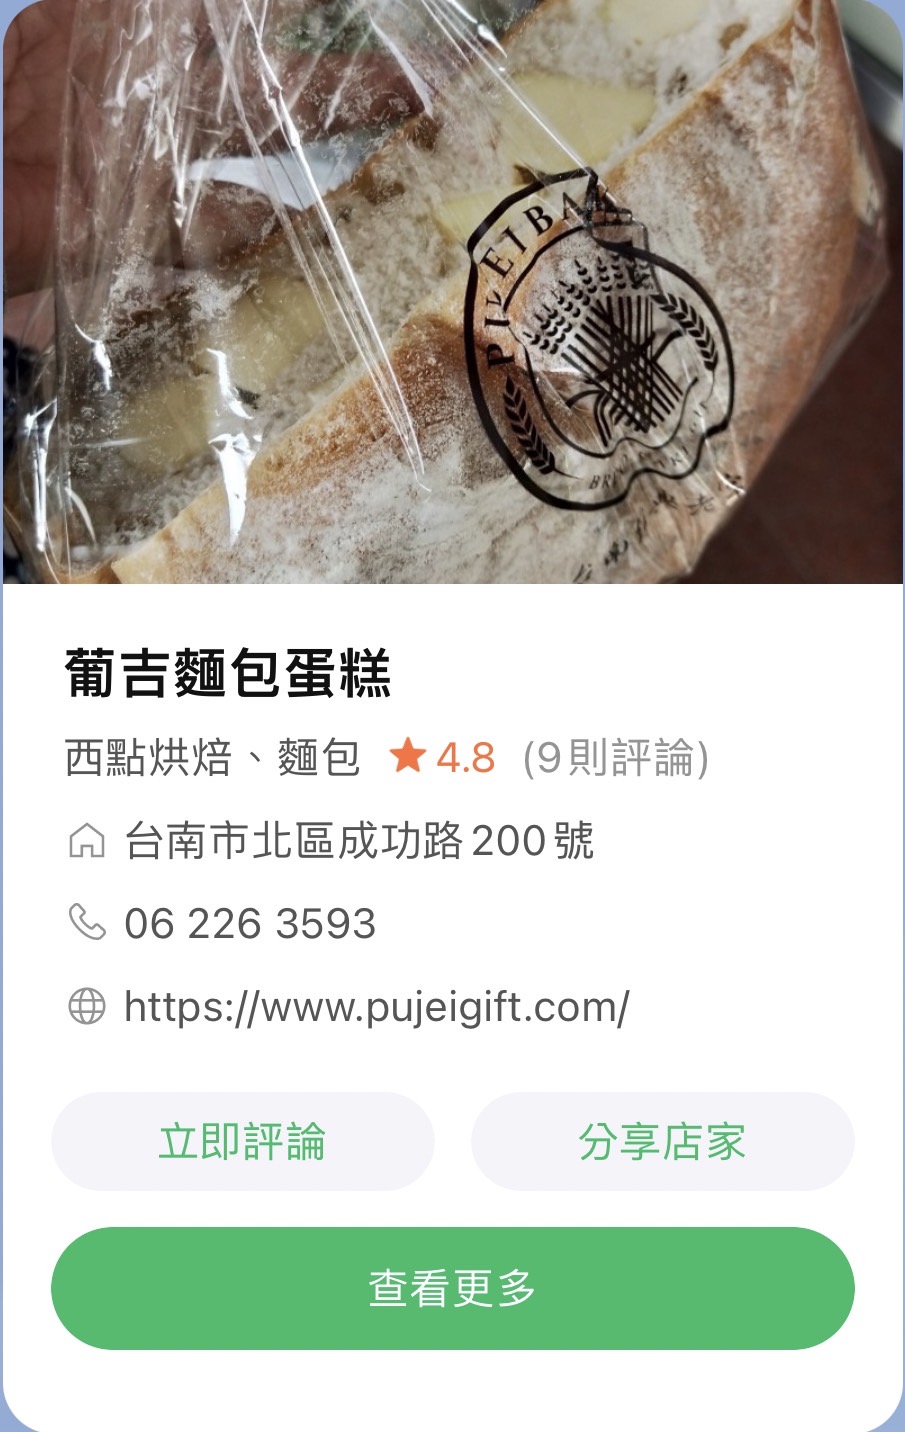 葡吉麵包蛋糕
西點烘焙、麵包 4.8 (9則評論)
台南市北區成功路200號
06 226 3593
https://www.pujeigift.com/
立即評論
分享店家
查看更多